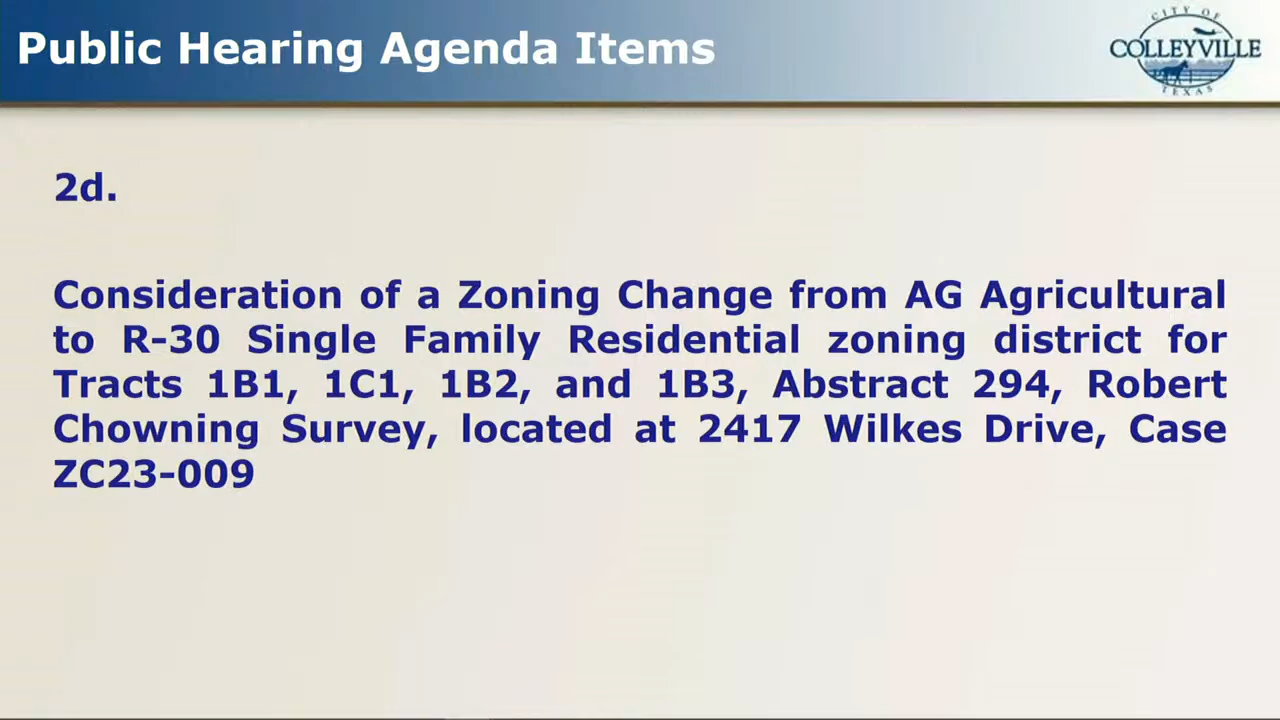 Public Hearing Agenda Items
CITY OF
COLLEYVILLE
TEXAS
2d.
Consideration of a Zoning Change from AG Agricultural
to R-30 Single Family Residential zoning district for
Tracts 1B1, 1C1, 1B2, and 1B3, Abstract 294, Robert
Chowning Survey, located at 2417 Wilkes Drive, Case
ZC23-009